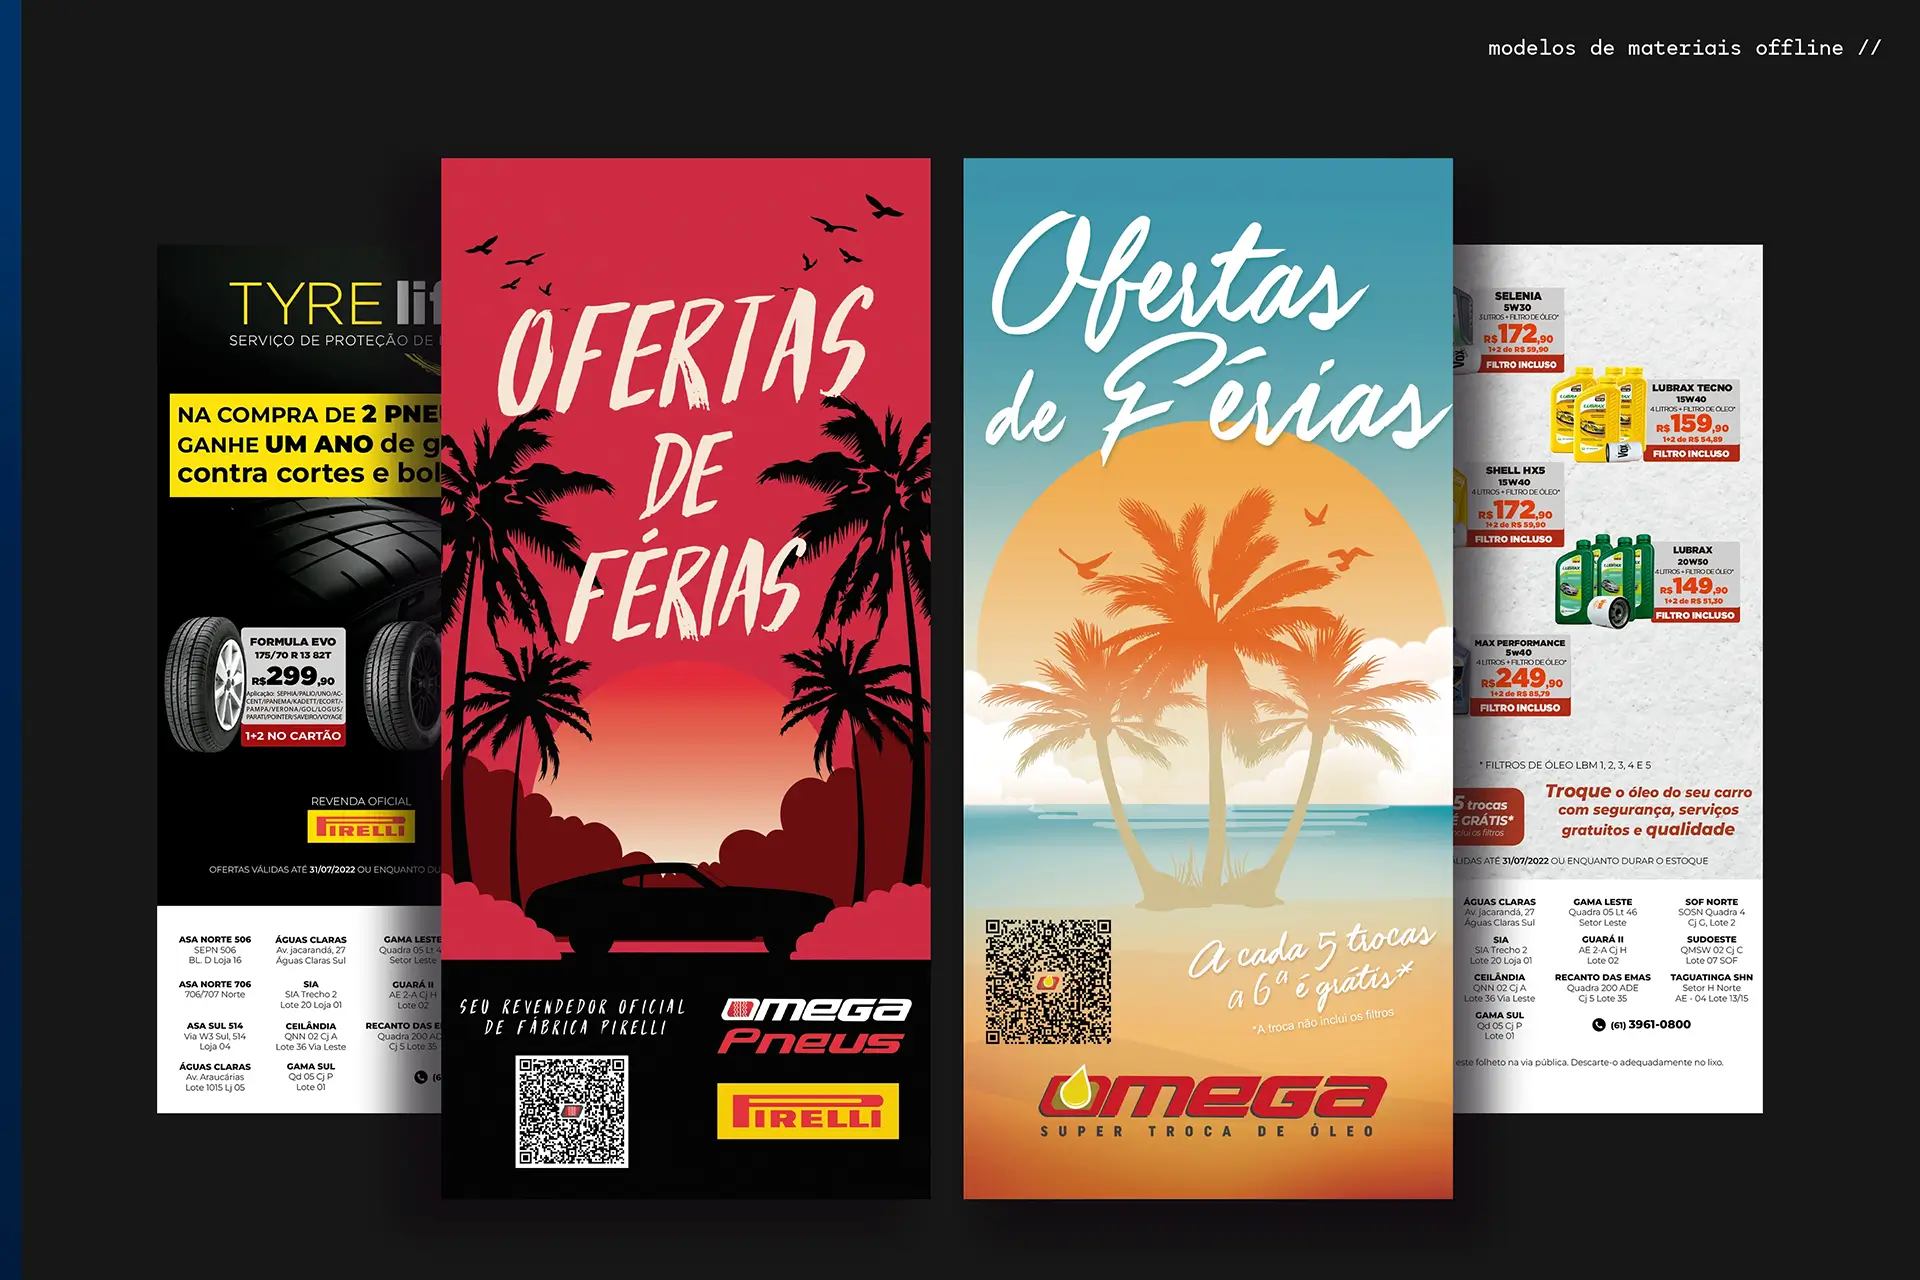 modelos de materiais offline //
TYRE
SERVIÇO DE PROTEÇÃO DE
NA COMPRA DE 2
GANHE UM ANO de
contra cortes e
FORMULA EVO
175/70 R 13 82T
R$299,90
Aplicação: SEPHIA/PALIO/UNO/AC-
CENT/IPANEMA/KADETT/ECORT/-
PAMPA/VERONA/GOL/LOGUS/
PARATI/POINTER/SAVEIRO/VOYAGE
1+2 NO CARTÃO
REVENDA OFICIAL
PIRELLI
OFERTAS VÁLIDAS ATÉ 31/07/2022 OU ENQUANTO
ASA NORTE 506
SEPN 506
BL. D Loja 16
ASA NORTE 706
706/707 Norte
ASA SUL 514
Via W3 Sul, 514
Loja 04
ÁGUAS CLARAS
Av. Araucárias
Lote 1015 Lj 05
ÁGUAS CLARAS
Av. jacarandá, 27
Águas Claras Sul
SIA
SIA Trecho 2
Lote 20 Loja 01
CEILÂNDIA
QNN 02 Cj A
Lote 36 Via Leste
GAMA SUL
Qd 05 Cj P
Lote 01
GAMA LESTE
Quadra 05 Lt 4
Setor Leste
GUARÁ II
AE 2-A Cj H
Lote 02
RECANTO DAS E
Quadra 200 AD
Cj 5 Lote 35
OFERTAS
DE
FÉRIAS
SEU REVENDEDOR OFICIAL
DE FÁBRICA PIRELLI
OMEGA
PNEUS
PIRELLI
Ofertas
de Férias
A cada 5 trocas
a 6ª é grátis*
*A troca não inclui os filtros
OMEGA
SUPER TROCA DE ÓLEO
SELENIA
5W30
3 LITROS + FILTRO DE ÓLEO*
R$172,90
1+2 de R$ 59,90
FILTRO INCLUSO
LUBRAX TECNO
15W40
4 LITROS + FILTRO DE ÓLEO*
R$159,90
1+2 de R$ 54,89
FILTRO INCLUSO
SHELL HX5
15W40
4 LITROS + FILTRO DE ÓLEO*
R$172,90
1+2 de R$ 59,90
FILTRO INCLUSO
LUBRAX
20W50
4 LITROS + FILTRO DE ÓLEO*
R$149,90
1+2 de R$ 51,30
FILTRO INCLUSO
MAX PERFORMANCE
5w40
4 LITROS + FILTRO DE ÓLEO*
R$249,90
1+2 de R$ 85,79
FILTRO INCLUSO
* FILTROS DE ÓLEO LBM 1, 2, 3, 4 E 5
5 trocas
É GRÁTIS*
os filtros
Troque o óleo do seu carro
com segurança, serviços
gratuitos e qualidade
ATÉ 31/07/2022 OU ENQUANTO DURAR O ESTOQUE
ÁGUAS CLARAS
Av. jacarandá, 27
Águas Claras Sul
SIA
SIA Trecho 2
Lote 20 Loja 01
CEILÂNDIA
QNN 02 Cj A
Lote 36 Via Leste
GAMA SUL
Qd 05 Cj P
Lote 01
GAMA LESTE
Quadra 05 Lt 46
Setor Leste
GUARÁ II
AE 2-A Cj H
Lote 02
RECANTO DAS EMAS
Quadra 200 ADE
Cj 5 Lote 35
SOF NORTE
SOSN Quadra 4
Cj G, Lote 2
SUDOESTE
QMSW 02 Cj C
Lote 07 SOF
TAGUATINGA SHN
Setor H Norte
AE - 04 Lote 13/15
(61) 3961-0800
este folheto na via pública. Descarte-o adequadamente no lixo.